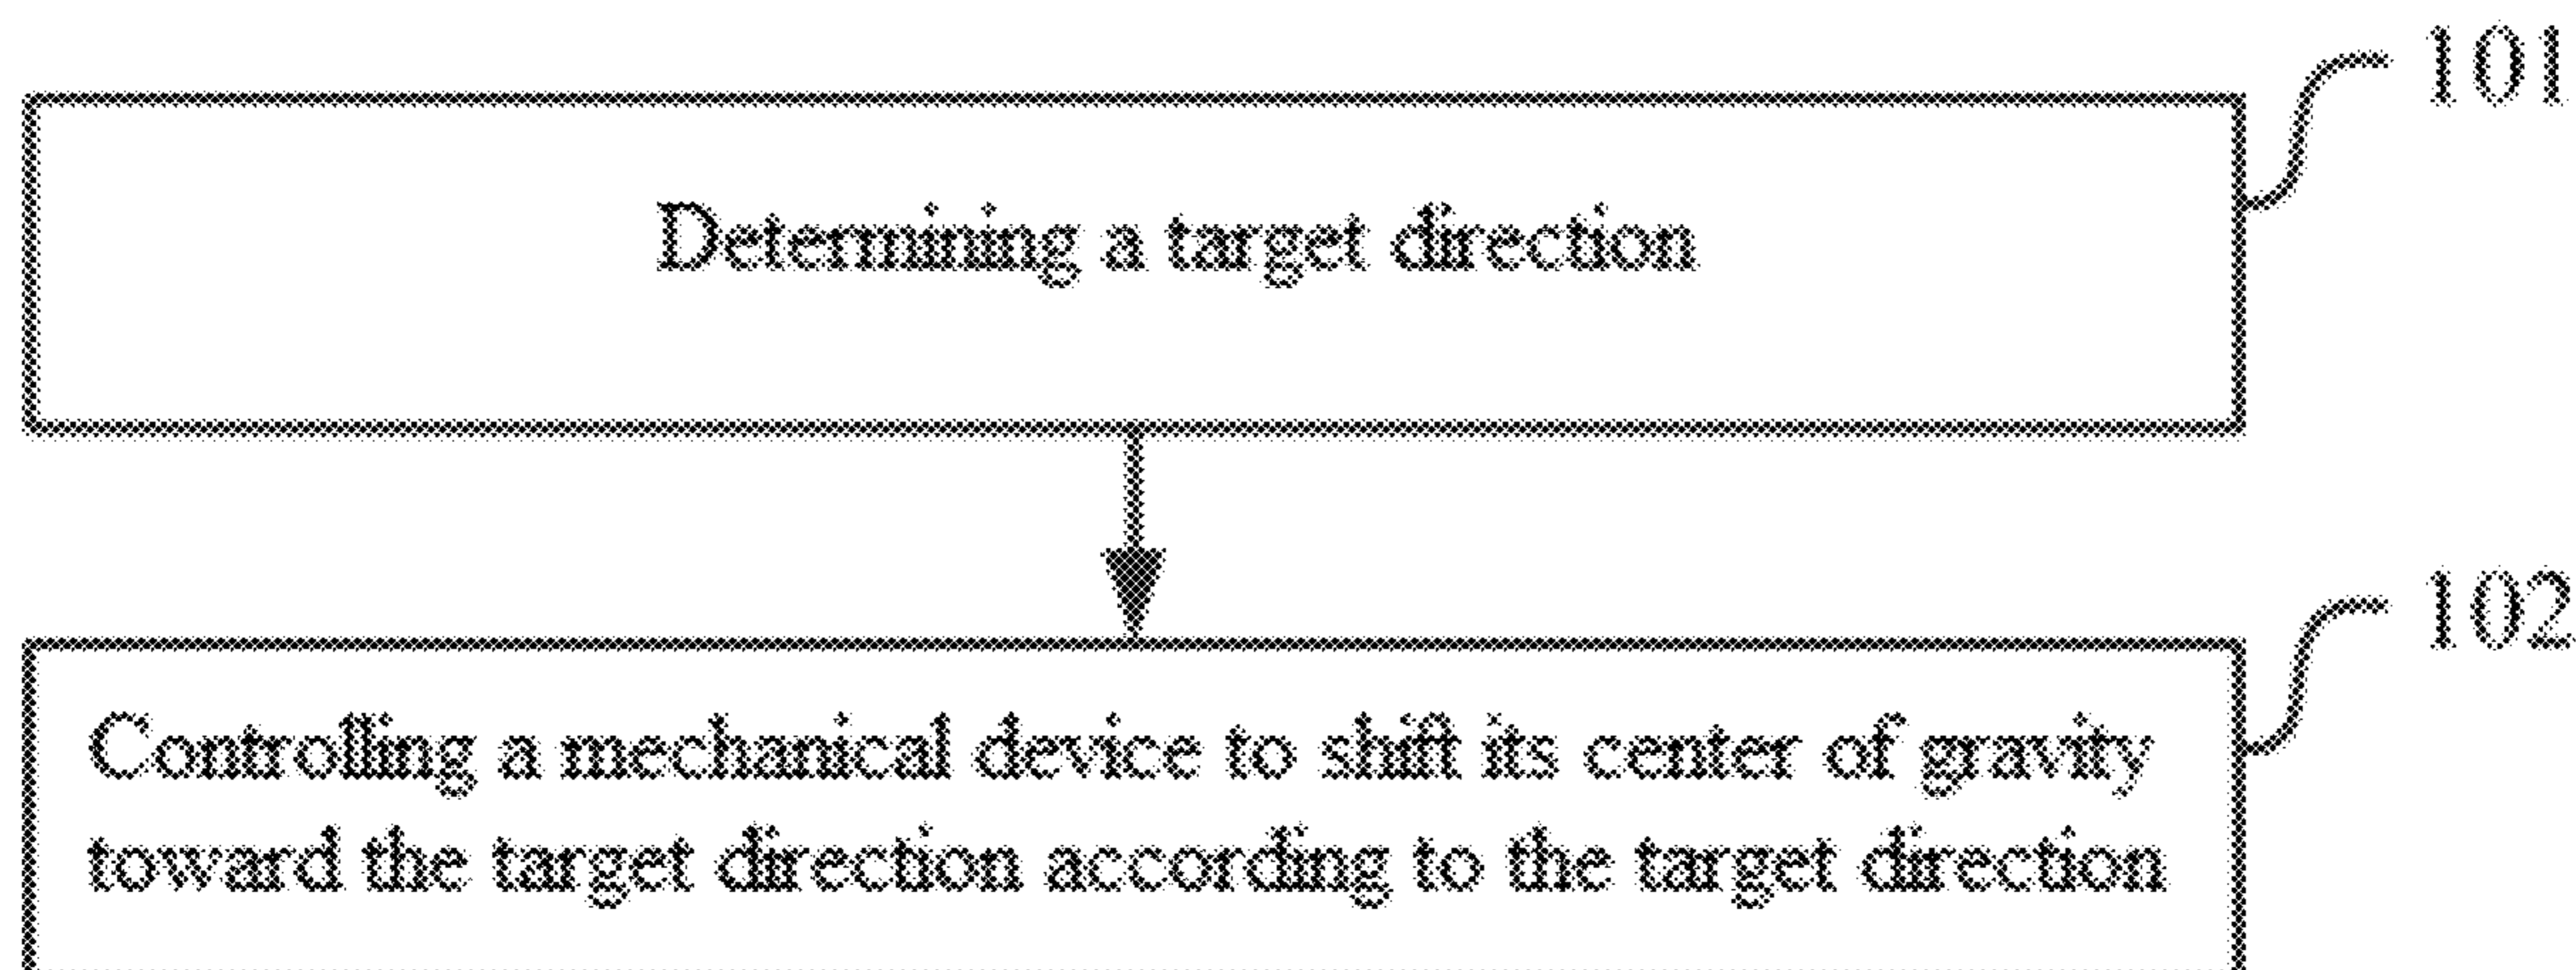 101
Determining a target direction
102
Controlling a mechanical device to shift its center of gravity
toward the target direction according to the target direction